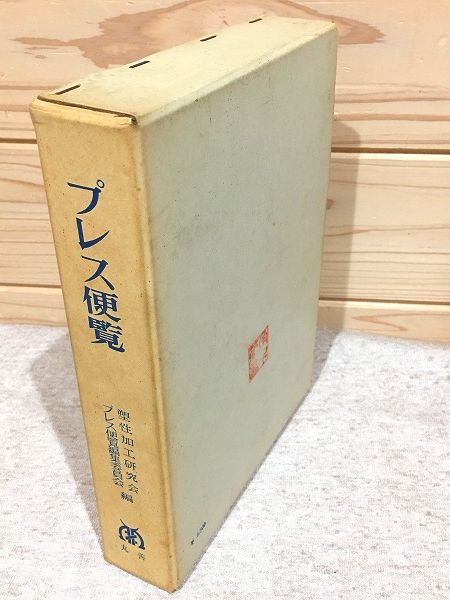 プレス便覧
塑性加工研究会
プレス便覧編集委員会
編
丸善